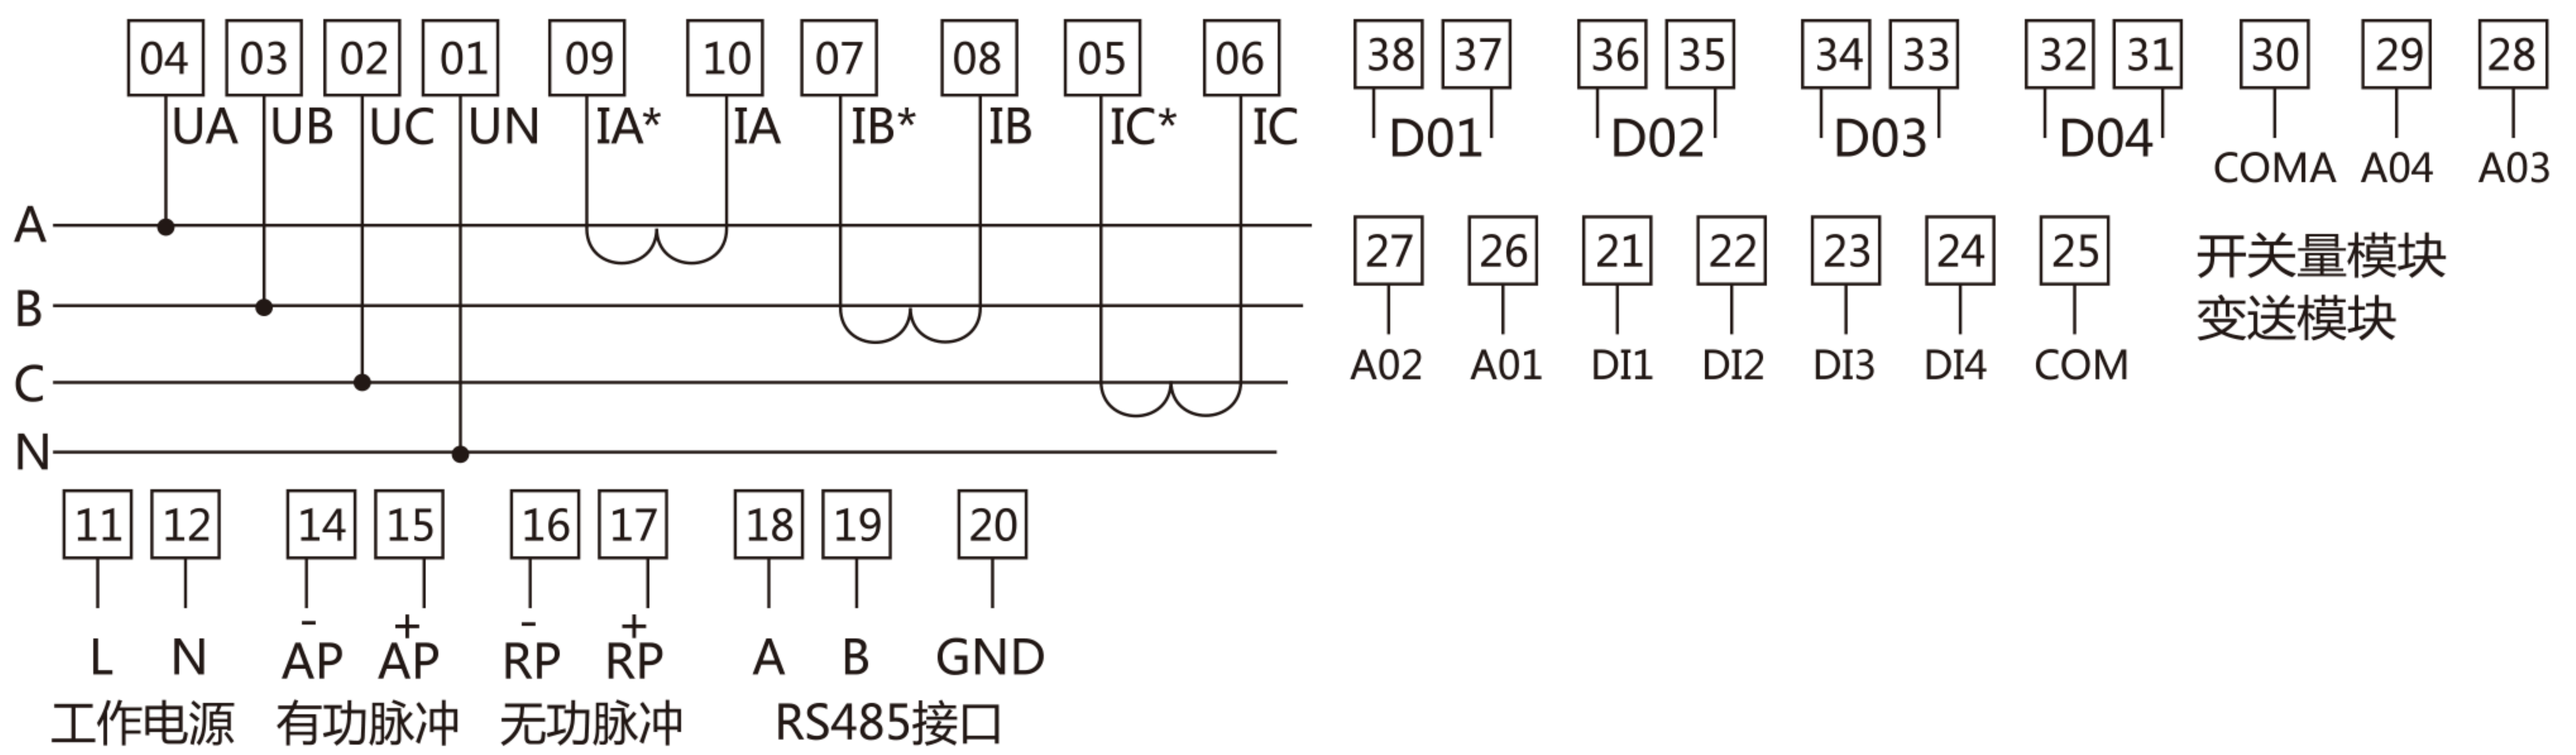 04 03 02 01 09 10 07 08 05 06
UA UB UC UN IA* IA IB* IB IC* IC
A
B
C
N
11 12 14 15 16 17 18 19 20
- + - +
L N AP AP RP RP A B GND
工作电源 有功脉冲 无功脉冲 RS485接口
38 37 36 35 34 33 32 31 30 29 28
D01 D02 D03 D04
COMA A04 A03
27 26 21 22 23 24 25
A02 A01 DI1 DI2 DI3 DI4 COM
开关量模块
变送模块